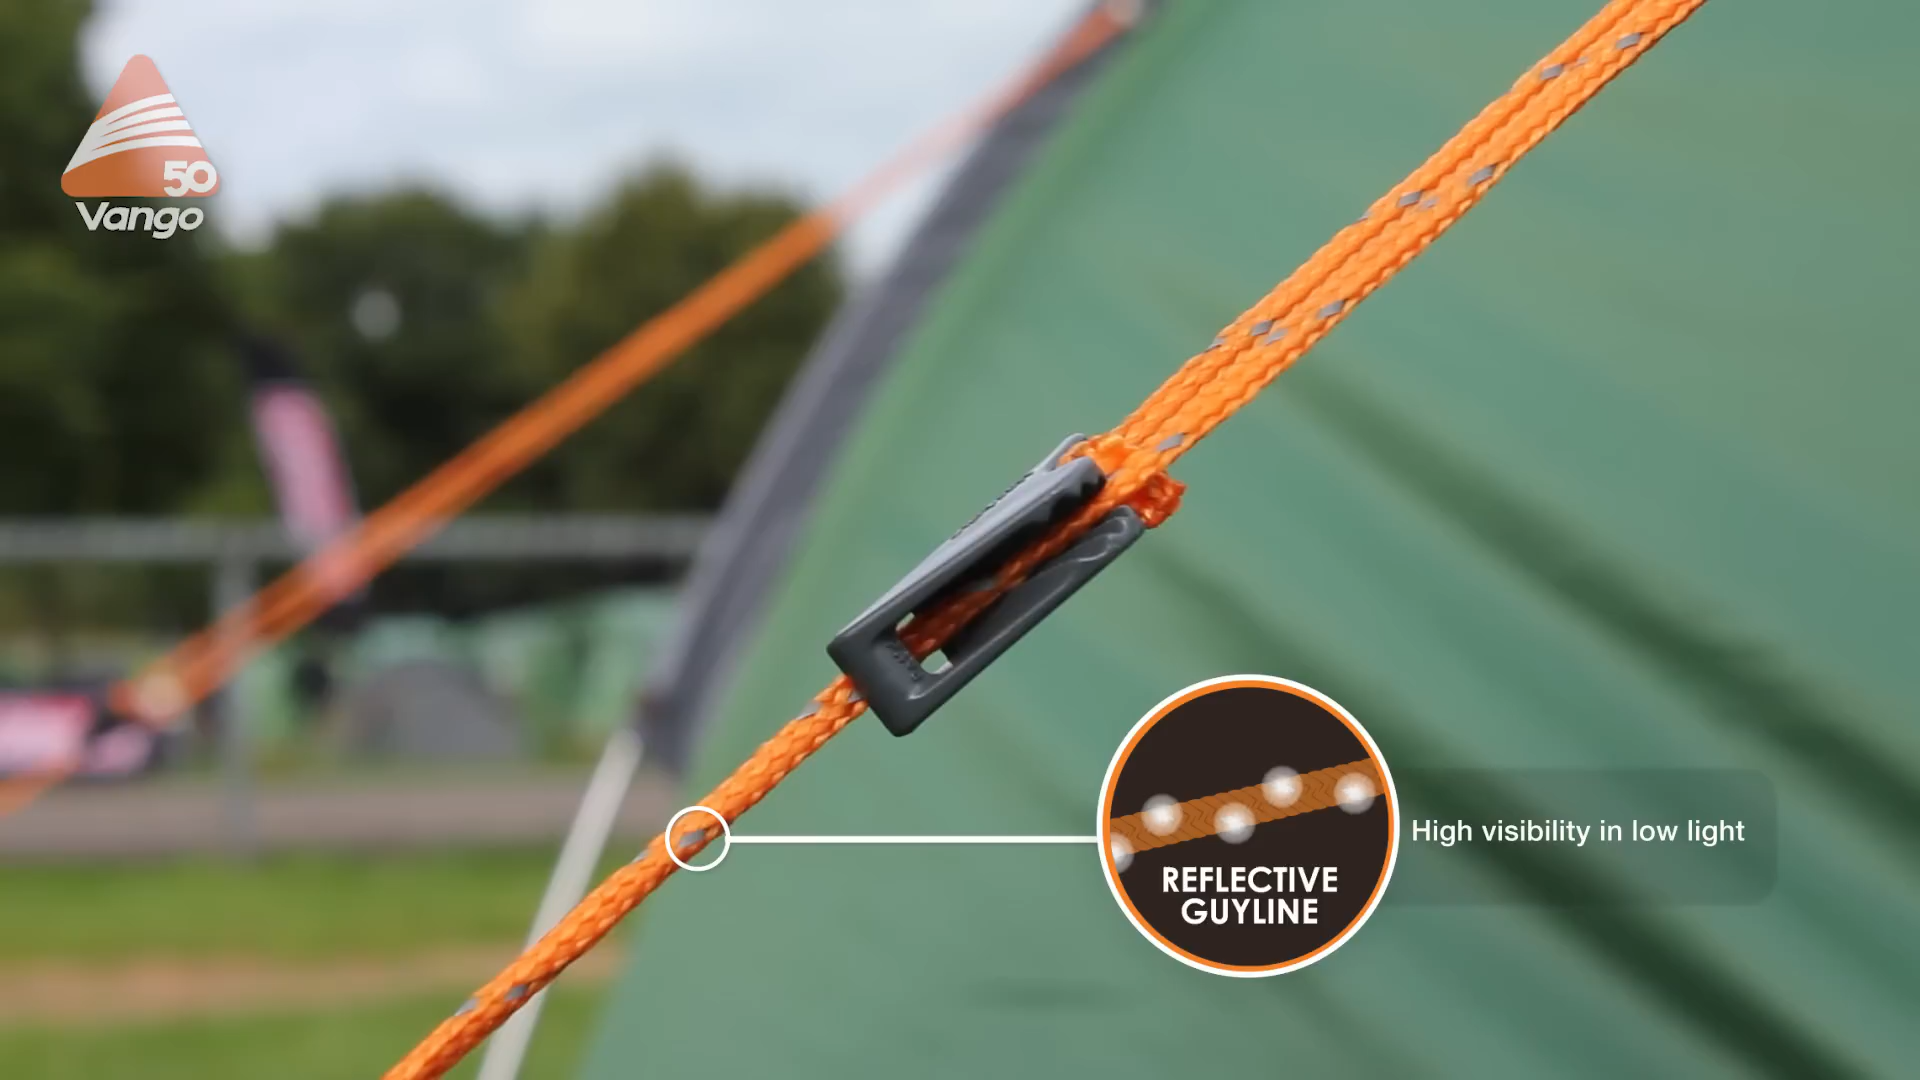 50
Vango
REFLECTIVE
GUYLINE
High visibility in low light